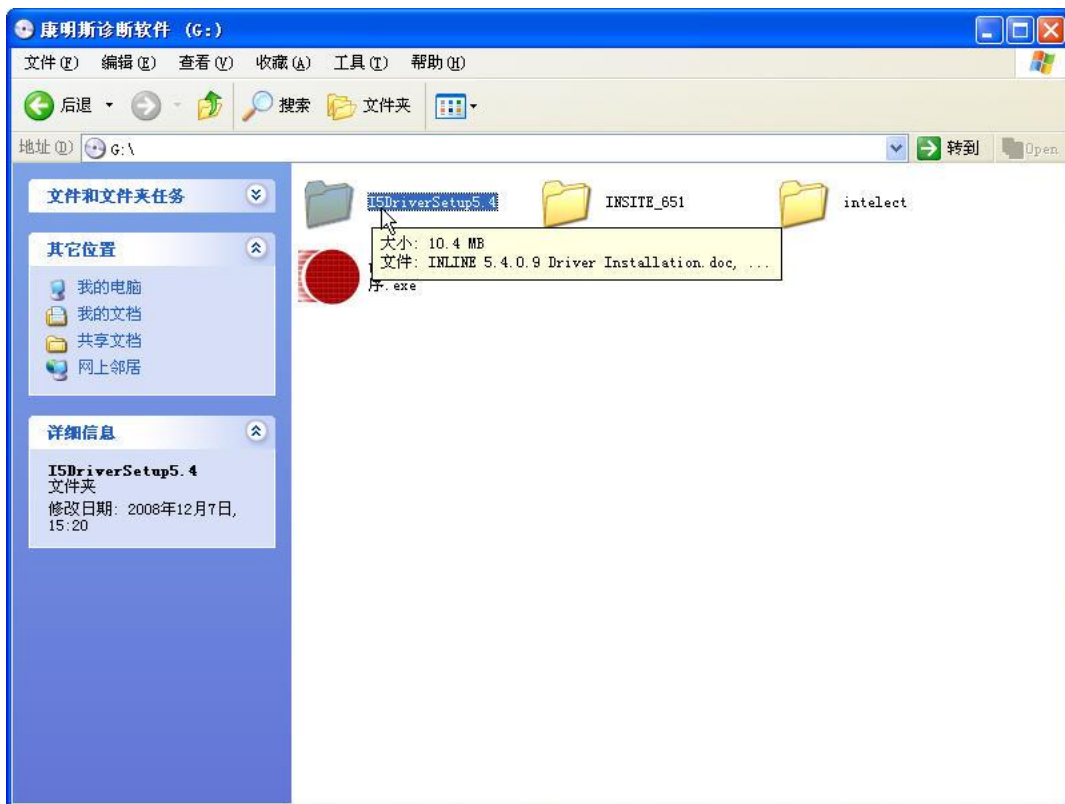 康明斯诊断软件 (G:)
文件(F) 编辑(E) 查看(V) 收藏(A) 工具(T) 帮助(H)
后退 搜索 文件夹
地址(D) G:\ 转到 Open
文件和文件夹任务
其它位置
我的电脑
我的文档
共享文档
网上邻居
详细信息
I5DriverSetup5.4
文件夹
修改日期: 2008年12月7日,
15:20
I5DriverSetup5.4 INSITE_651 intelect
大小: 10.4 MB
文件: INLINE 5.4.0.9 Driver Installation.doc, ...
序.exe